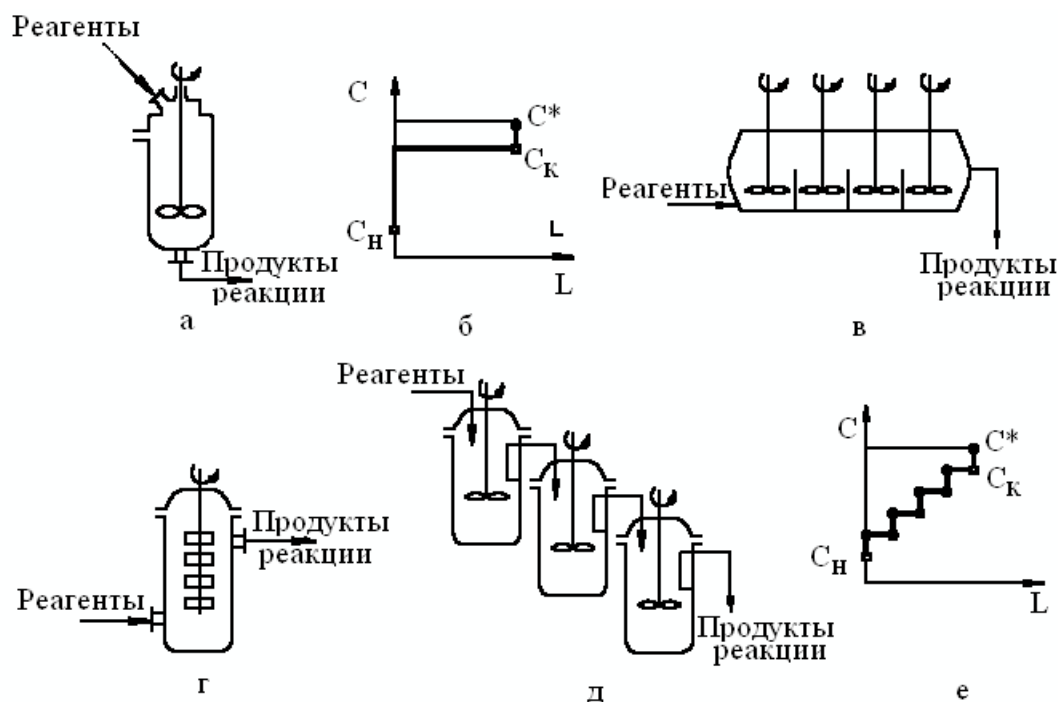 Реагенты
Продукты
реакции
а
C
C*
Cк
Cн
L
L
б
Реагенты
Продукты
реакции
в
Реагенты
Продукты
реакции
г
Реагенты
Продукты
реакции
д
C
C*
Cк
Cн
L
е